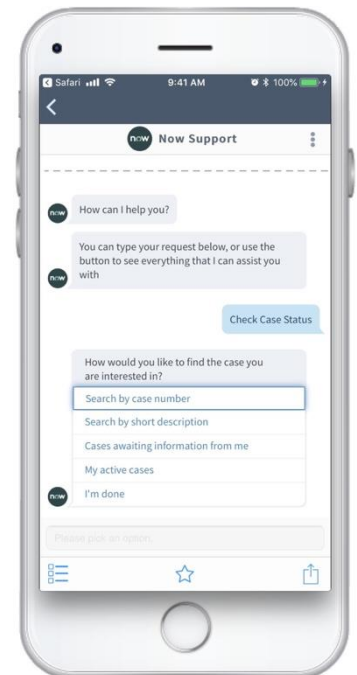 Safari
9:41 AM
100%
now Now Support
now How can I help you?
You can type your request below, or use the
button to see everything that I can assist you
now with
Check Case Status
How would you like to find the case you
are interested in?
Search by case number
Search by short description
Cases awaiting information from me
My active cases
now I'm done
Please pick an option.